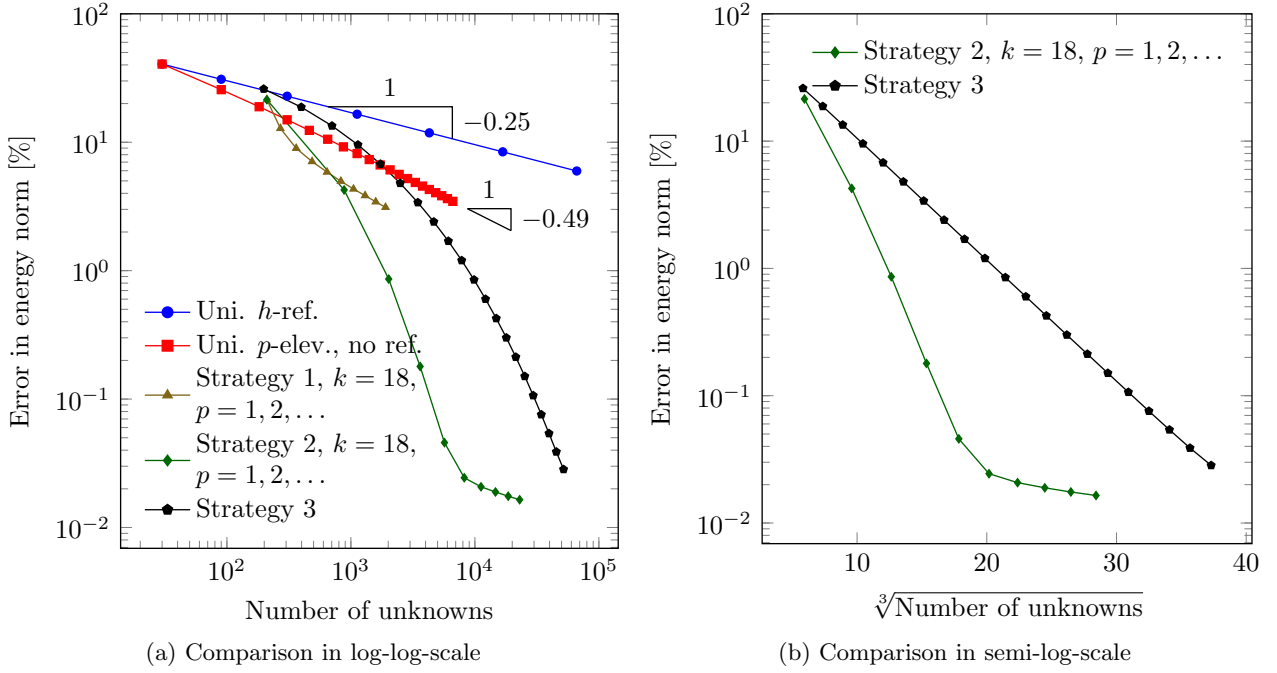 10^2
10^1
10^0
10^−1
10^−2
Error in energy norm [%]
1
−0.25
1
−0.49
Uni. h-ref.
Uni. p-elev., no ref.
Strategy 1, k = 18,
p = 1, 2, . . .
Strategy 2, k = 18,
p = 1, 2, . . .
Strategy 3
10^2
10^3
10^4
10^5
Number of unknowns
(a) Comparison in log-log-scale
10^2
10^1
10^0
10^−1
10^−2
Error in energy norm [%]
Strategy 2, k = 18, p = 1, 2, . . .
Strategy 3
10
20
30
40
∛Number of unknowns
(b) Comparison in semi-log-scale